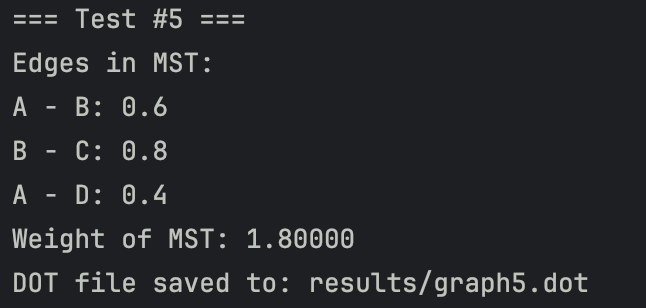 === Test #5 ===
Edges in MST:
A - B: 0.6
B - C: 0.8
A - D: 0.4
Weight of MST: 1.80000
DOT file saved to: results/graph5.dot